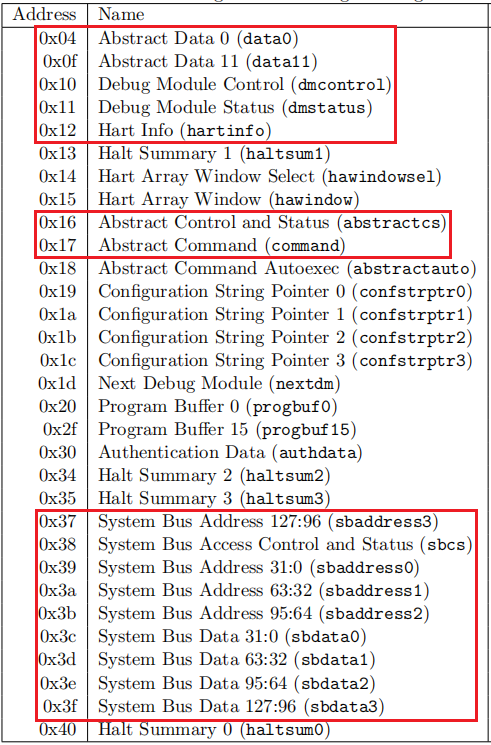 Address Name
0x04 Abstract Data 0 (data0)
0x0f Abstract Data 11 (data11)
0x10 Debug Module Control (dmcontrol)
0x11 Debug Module Status (dmstatus)
0x12 Hart Info (hartinfo)
0x13 Halt Summary 1 (haltsum1)
0x14 Hart Array Window Select (hawindowsel)
0x15 Hart Array Window (hawindow)
0x16 Abstract Control and Status (abstractcs)
0x17 Abstract Command (command)
0x18 Abstract Command Autoexec (abstractauto)
0x19 Configuration String Pointer 0 (confstrptr0)
0x1a Configuration String Pointer 1 (confstrptr1)
0x1b Configuration String Pointer 2 (confstrptr2)
0x1c Configuration String Pointer 3 (confstrptr3)
0x1d Next Debug Module (nextdm)
0x20 Program Buffer 0 (progbuf0)
0x2f Program Buffer 15 (progbuf15)
0x30 Authentication Data (authdata)
0x34 Halt Summary 2 (haltsum2)
0x35 Halt Summary 3 (haltsum3)
0x37 System Bus Address 127:96 (sbaddress3)
0x38 System Bus Access Control and Status (sbcs)
0x39 System Bus Address 31:0 (sbaddress0)
0x3a System Bus Address 63:32 (sbaddress1)
0x3b System Bus Address 95:64 (sbaddress2)
0x3c System Bus Data 31:0 (sbdata0)
0x3d System Bus Data 63:32 (sbdata1)
0x3e System Bus Data 95:64 (sbdata2)
0x3f System Bus Data 127:96 (sbdata3)
0x40 Halt Summary 0 (haltsum0)